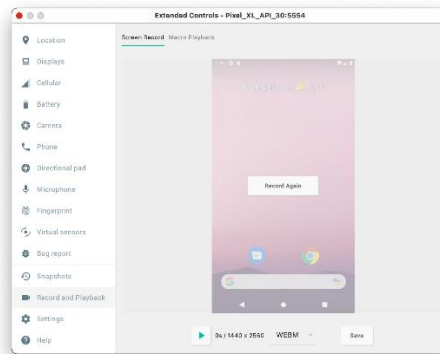 Extended Controls - Pixel_XL_API_30:5554
Location
Displays
Cellular
Battery
Camera
Phone
Directional pad
Microphone
Fingerprint
Virtual sensors
Bug report
Snapshots
Record and Playback
Settings
Help
Screen Record Macro Playback
Record Again
0s / 1440 x 2560 WEBM
Save